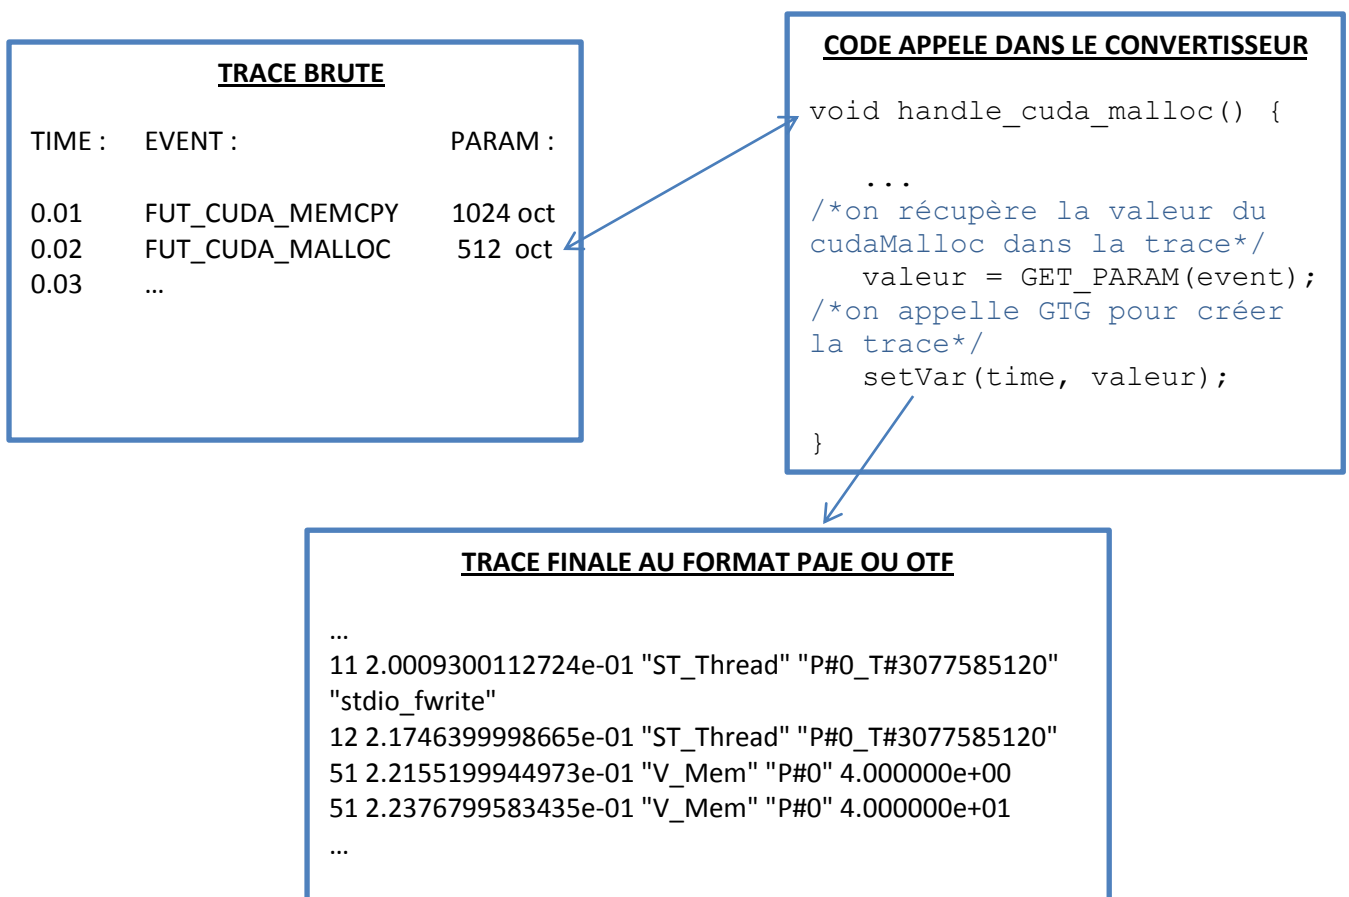 TRACE BRUTE
TIME : EVENT : PARAM :
0.01 FUT_CUDA_MEMCPY 1024 oct
0.02 FUT_CUDA_MALLOC 512 oct
0.03 ...
CODE APPELE DANS LE CONVERTISSEUR
void handle_cuda_malloc() {
...
/*on récupère la valeur du
cudaMalloc dans la trace*/
valeur = GET_PARAM(event);
/*on appelle GTG pour créer
la trace*/
setVar(time, valeur);
}
TRACE FINALE AU FORMAT PAJE OU OTF
...
11 2.0009300112724e-01 "ST_Thread" "P#0_T#3077585120"
"stdio_fwrite"
12 2.1746399998665e-01 "ST_Thread" "P#0_T#3077585120"
51 2.2155199944973e-01 "V_Mem" "P#0" 4.000000e+00
51 2.2376799583435e-01 "V_Mem" "P#0" 4.000000e+01
...